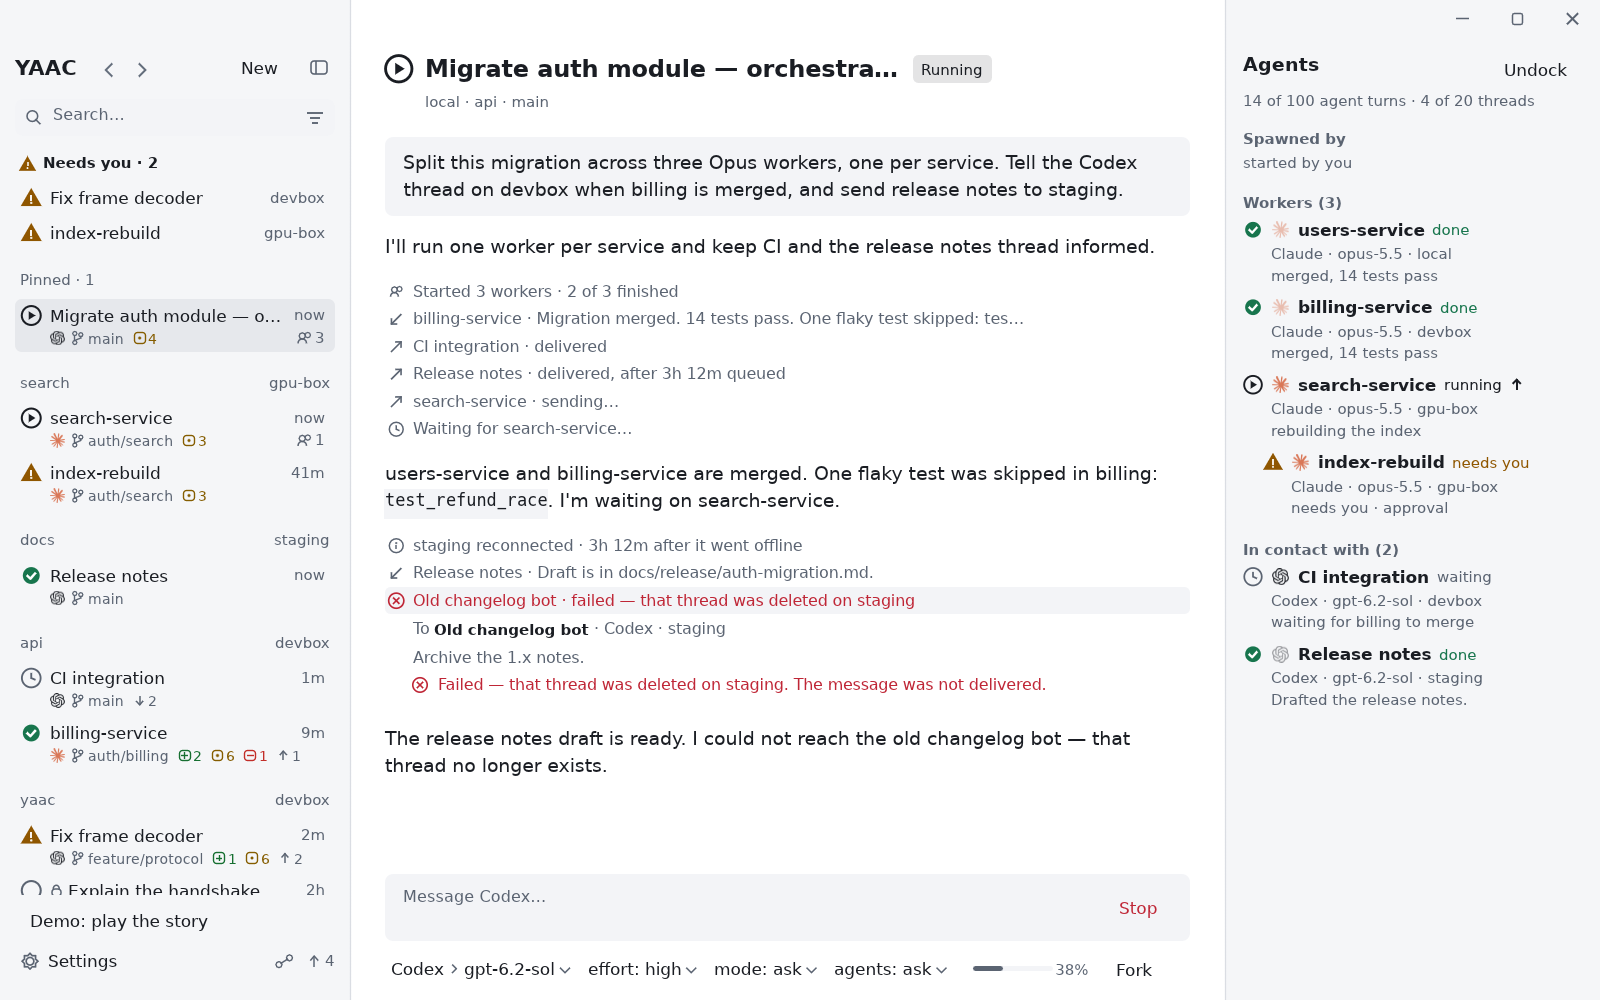 YAAC
New
Search…
Needs you · 2
Fix frame decoder devbox
index-rebuild gpu-box
Pinned · 1
Migrate auth module — o… now
main 4 3
search gpu-box
search-service now
auth/search 3 1
index-rebuild 41m
auth/search 3
docs staging
Release notes now
main
api devbox
CI integration 1m
main 2
billing-service 9m
auth/billing 2 6 1 1
yaac devbox
Fix frame decoder 2m
feature/protocol 1 6 2
Explain the handshake 2h
Demo: play the story
Settings 4
Migrate auth module — orchestra… Running
local · api · main
Split this migration across three Opus workers, one per service. Tell the Codex
thread on devbox when billing is merged, and send release notes to staging.
I'll run one worker per service and keep CI and the release notes thread informed.
Started 3 workers · 2 of 3 finished
billing-service · Migration merged. 14 tests pass. One flaky test skipped: tes…
CI integration · delivered
Release notes · delivered, after 3h 12m queued
search-service · sending…
Waiting for search-service…
users-service and billing-service are merged. One flaky test was skipped in billing:
test_refund_race. I'm waiting on search-service.
staging reconnected · 3h 12m after it went offline
Release notes · Draft is in docs/release/auth-migration.md.
Old changelog bot · failed — that thread was deleted on staging
To Old changelog bot · Codex · staging
Archive the 1.x notes.
Failed — that thread was deleted on staging. The message was not delivered.
The release notes draft is ready. I could not reach the old changelog bot — that
thread no longer exists.
Message Codex…
Stop
Codex gpt-6.2-sol effort: high mode: ask agents: ask 38% Fork
Agents
Undock
14 of 100 agent turns · 4 of 20 threads
Spawned by
started by you
Workers (3)
users-service done
Claude · opus-5.5 · local
merged, 14 tests pass
billing-service done
Claude · opus-5.5 · devbox
merged, 14 tests pass
search-service running
Claude · opus-5.5 · gpu-box
rebuilding the index
index-rebuild needs you
Claude · opus-5.5 · gpu-box
needs you · approval
In contact with (2)
CI integration waiting
Codex · gpt-6.2-sol · devbox
waiting for billing to merge
Release notes done
Codex · gpt-6.2-sol · staging
Drafted the release notes.